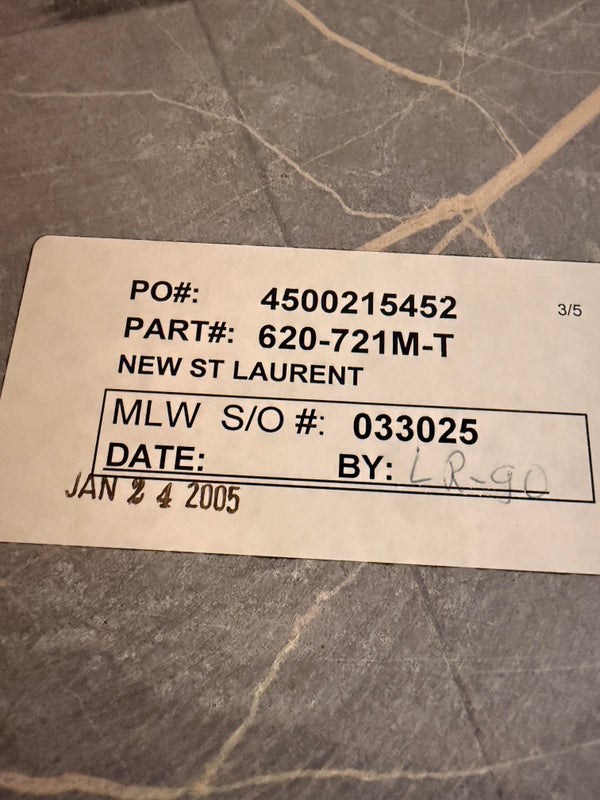 PO#: 4500215452
3/5
PART#: 620-721M-T
NEW ST LAURENT
MLW S/O #: 033025
DATE: BY: LR-90
JAN 24 2005